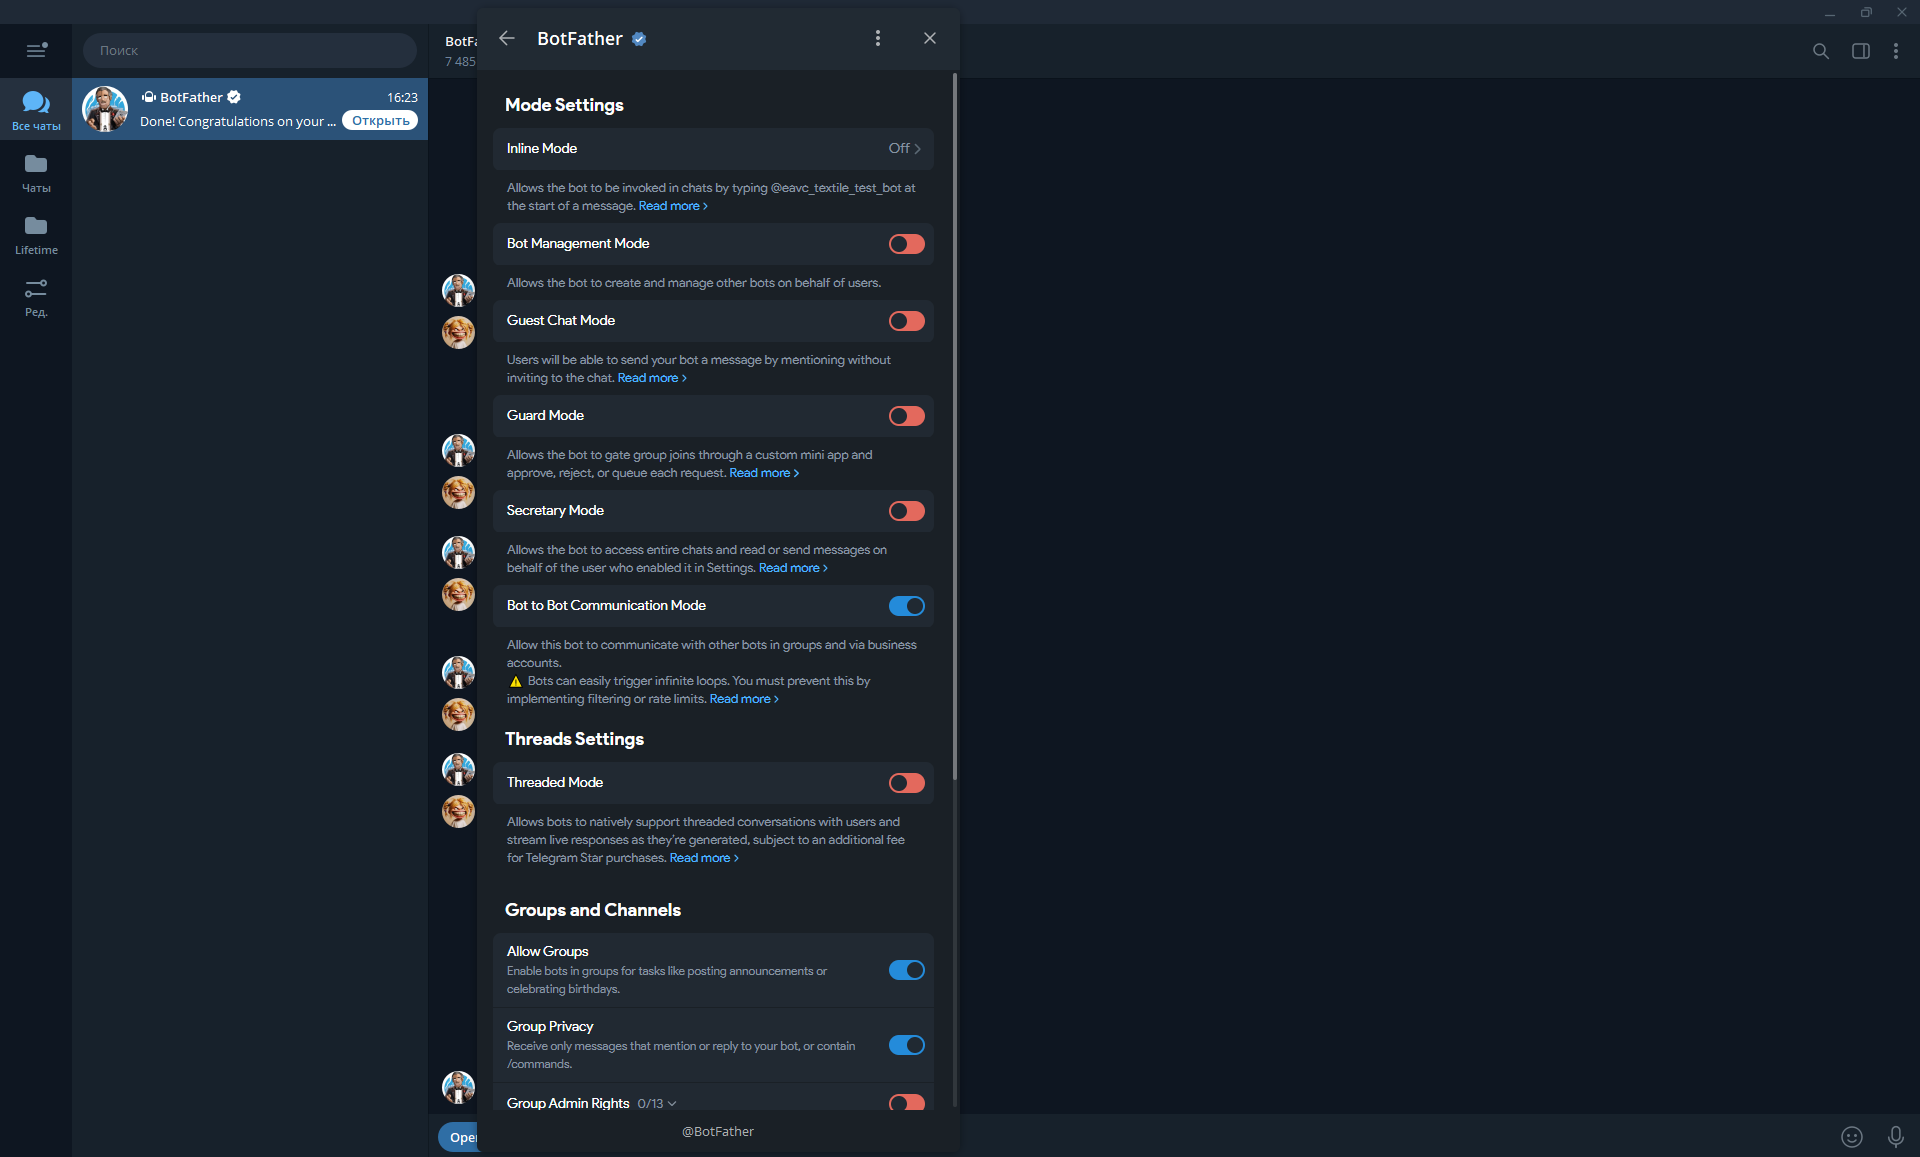 Поиск
BotFather
16:23
Done! Congratulations on your ...
Открыть
Все чаты
Чаты
Lifetime
Ред.
BotFa
7 485
BotFather
Mode Settings
Inline Mode
Off
Allows the bot to be invoked in chats by typing @eavc_textile_test_bot at
the start of a message. Read more
Bot Management Mode
Allows the bot to create and manage other bots on behalf of users.
Guest Chat Mode
Users will be able to send your bot a message by mentioning without
inviting to the chat. Read more
Guard Mode
Allows the bot to gate group joins through a custom mini app and
approve, reject, or queue each request. Read more
Secretary Mode
Allows the bot to access entire chats and read or send messages on
behalf of the user who enabled it in Settings. Read more
Bot to Bot Communication Mode
Allow this bot to communicate with other bots in groups and via business
accounts.
⚠ Bots can easily trigger infinite loops. You must prevent this by
implementing filtering or rate limits. Read more
Threads Settings
Threaded Mode
Allows bots to natively support threaded conversations with users and
stream live responses as they're generated, subject to an additional fee
for Telegram Star purchases. Read more
Groups and Channels
Allow Groups
Enable bots in groups for tasks like posting announcements or
celebrating birthdays.
Group Privacy
Receive only messages that mention or reply to your bot, or contain
/commands.
Group Admin Rights 0/13
@BotFather
Oper